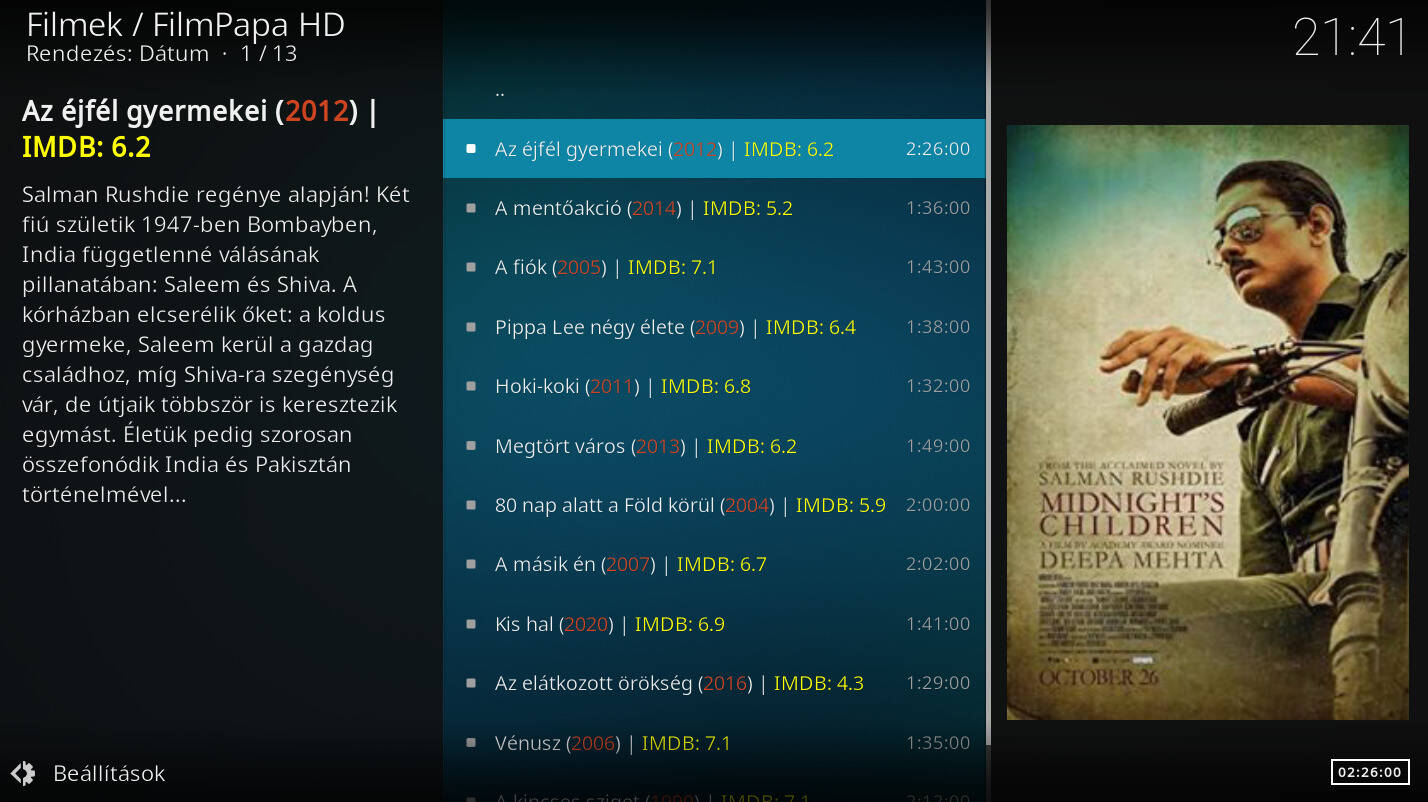 Filmek / FilmPapa HD
Rendezés: Dátum · 1 / 13
21:41
Az éjfél gyermekei (2012) |
IMDB: 6.2
Salman Rushdie regénye alapján! Két
fiú születik 1947-ben Bombayben,
India függetlenné válásának
pillanatában: Saleem és Shiva. A
kórházban elcserélik őket: a koldus
gyermeke, Saleem kerül a gazdag
családhoz, míg Shiva-ra szegénység
vár, de útjaik többször is keresztezik
egymást. Életük pedig szorosan
összefonódik India és Pakisztán
történelmével...
..
Az éjfél gyermekei (2012) | IMDB: 6.2 2:26:00
A mentőakció (2014) | IMDB: 5.2 1:36:00
A fiók (2005) | IMDB: 7.1 1:43:00
Pippa Lee négy élete (2009) | IMDB: 6.4 1:38:00
Hoki-koki (2011) | IMDB: 6.8 1:32:00
Megtört város (2013) | IMDB: 6.2 1:49:00
80 nap alatt a Föld körül (2004) | IMDB: 5.9 2:00:00
A másik én (2007) | IMDB: 6.7 2:02:00
Kis hal (2020) | IMDB: 6.9 1:41:00
Az elátkozott örökség (2016) | IMDB: 4.3 1:29:00
Vénusz (2006) | IMDB: 7.1 1:35:00
A kincses sziget (1990) | IMDB: 7.1 2:12:00
FROM THE ACCLAIMED NOVEL BY
SALMAN RUSHDIE
MIDNIGHT'S
CHILDREN
A FILM BY ACADEMY AWARD NOMINEE
DEEPA MEHTA
OCTOBER 26
Beállítások
02:26:00